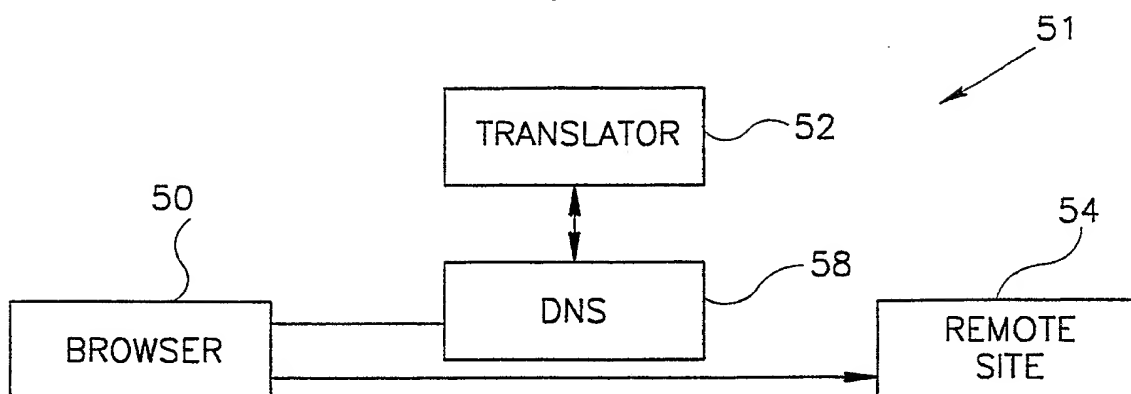 51
TRANSLATOR
52
50
54
58
DNS
BROWSER
REMOTE
SITE